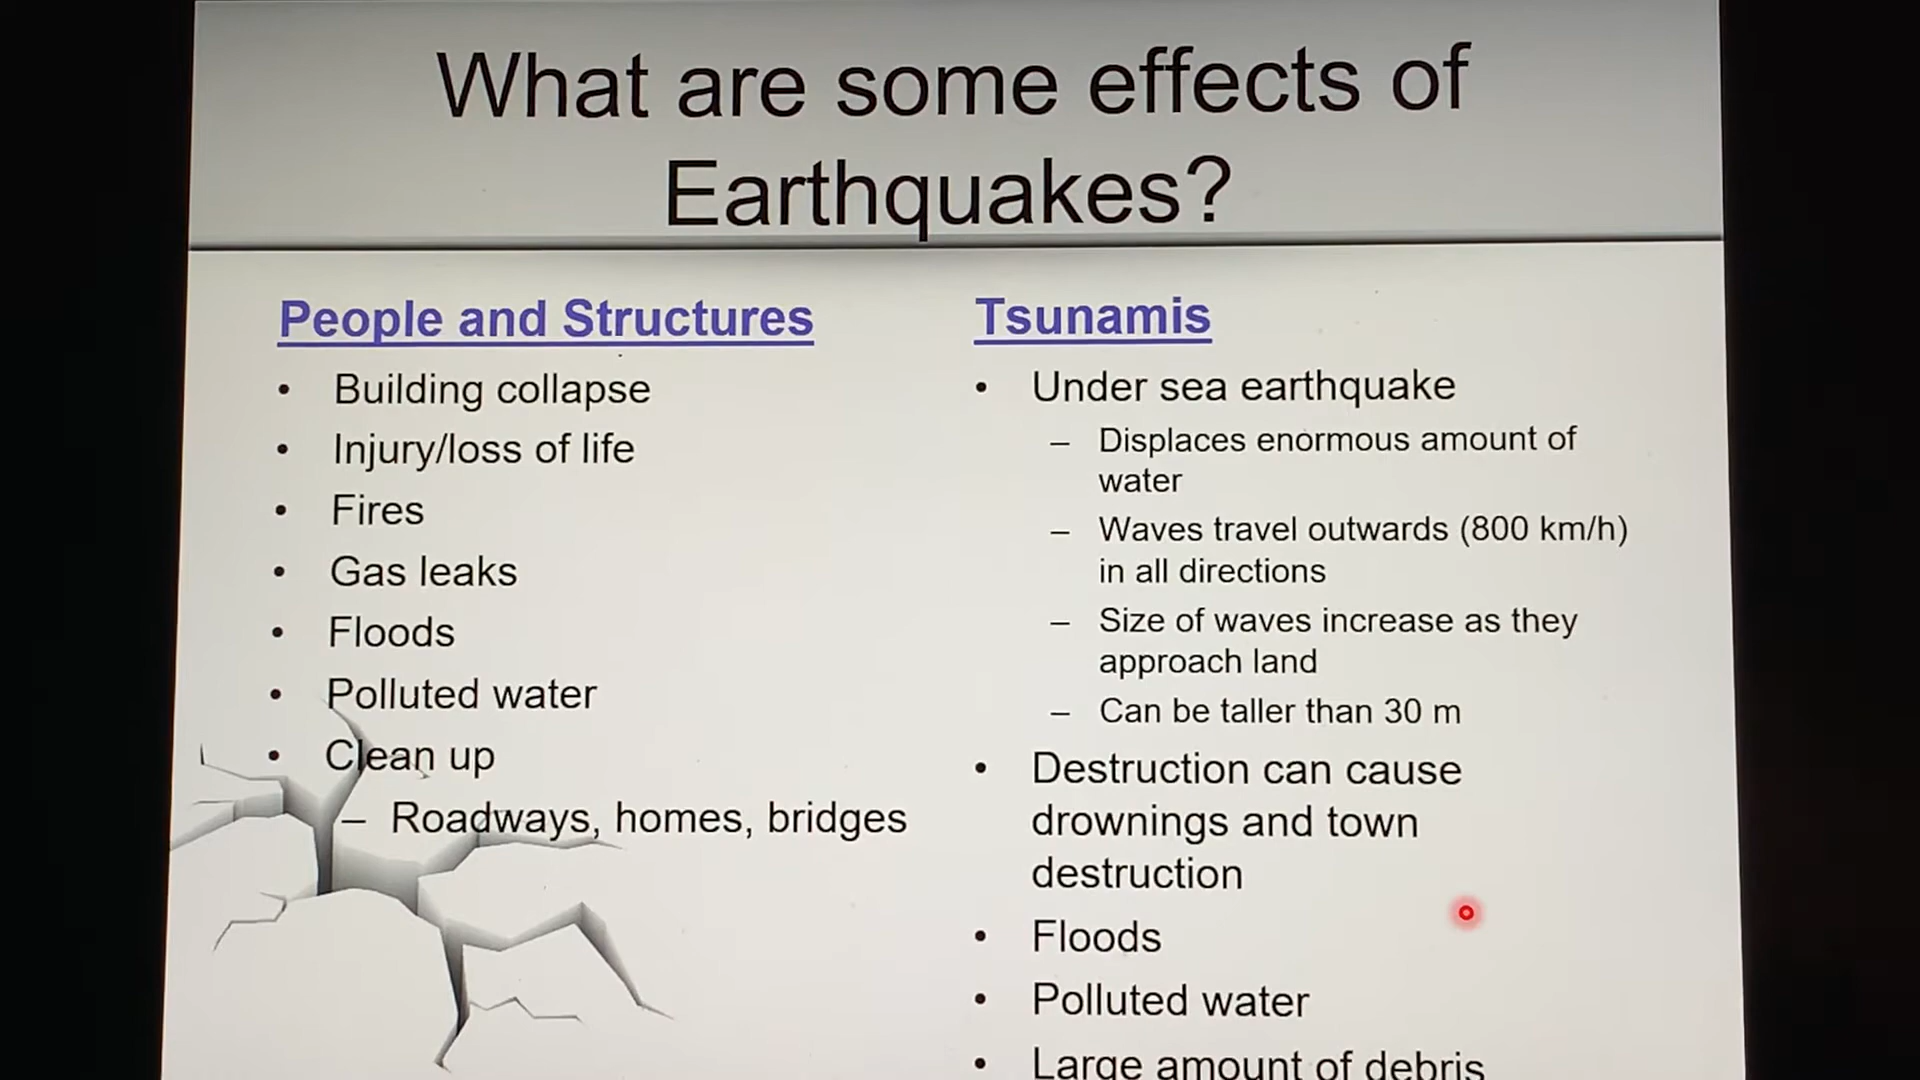 What are some effects of
Earthquakes?
People and Structures
• Building collapse
• Injury/loss of life
• Fires
• Gas leaks
• Floods
• Polluted water
• Clean up
– Roadways, homes, bridges
Tsunamis
• Under sea earthquake
– Displaces enormous amount of
water
– Waves travel outwards (800 km/h)
in all directions
– Size of waves increase as they
approach land
– Can be taller than 30 m
• Destruction can cause
drownings and town
destruction
• Floods
• Polluted water
• Large amount of debris